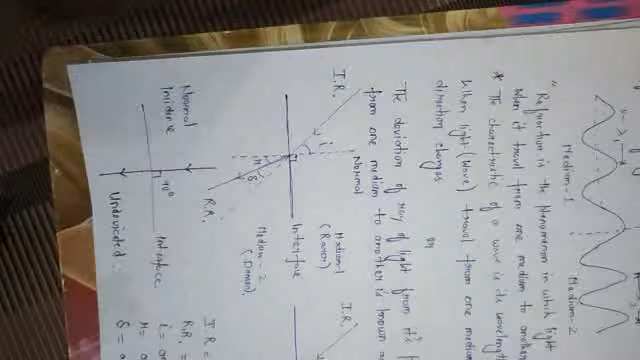 Medium-1
Medium-2
" Refraction is the phenomenon in which light
when it travel from one medium to another
* The characteristic of a wave is its wavelength
When light (wave) travel from one medium
direction changes
or
The deviation of ray of light from its
from one medium to another is known as
I.R.
Normal
i
Medium-1
(Rarer)
Interface
r
δ
Medium-2
(Denser)
R.R.
I.R.
Normal
Incidence
90°
Interface
Undeviated.
I.R =
R.R. =
i =
r =
δ =